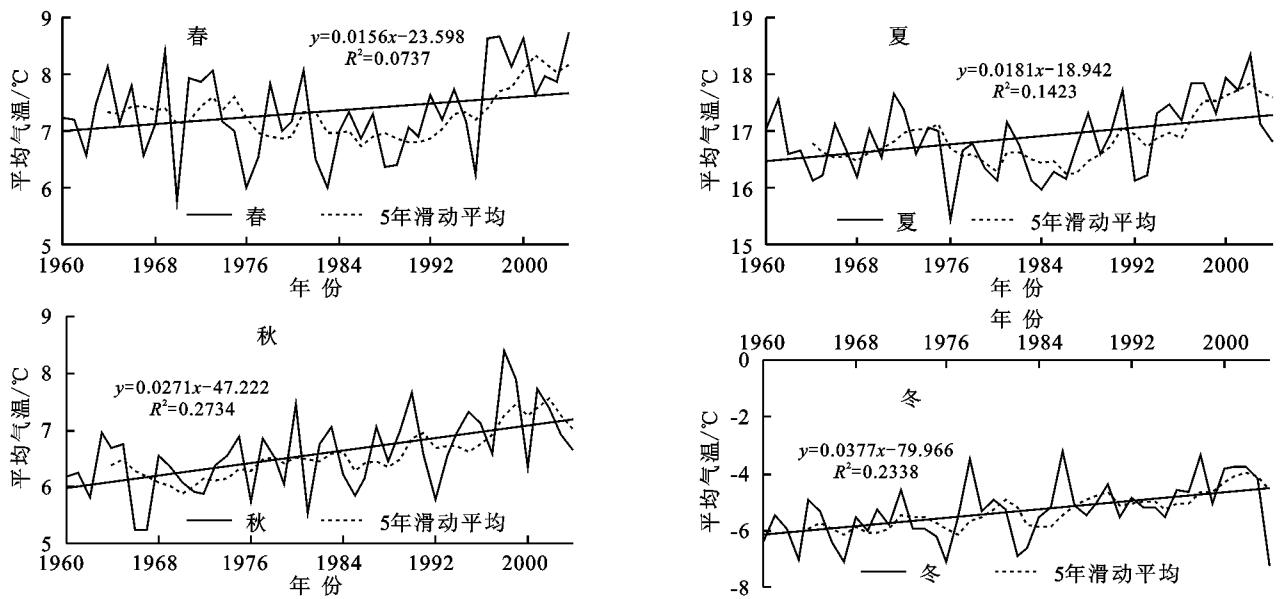 平均气温/℃
9
8
7
6
5
春
y=0.0156x−23.598
R²=0.0737
春
5年滑动平均
1960 1968 1976 1984 1992 2000
年 份
平均气温/℃
19
18
17
16
15
夏
y=0.0181x−18.942
R²=0.1423
夏
5年滑动平均
1960 1968 1976 1984 1992 2000
年 份
平均气温/℃
9
8
7
6
5
秋
y=0.0271x−47.222
R²=0.2734
秋
5年滑动平均
1960 1968 1976 1984 1992 2000
年 份
年 份
1960 1968 1976 1984 1992 2000
平均气温/℃
0
-2
-4
-6
-8
冬
y=0.0377x−79.966
R²=0.2338
冬
5年滑动平均